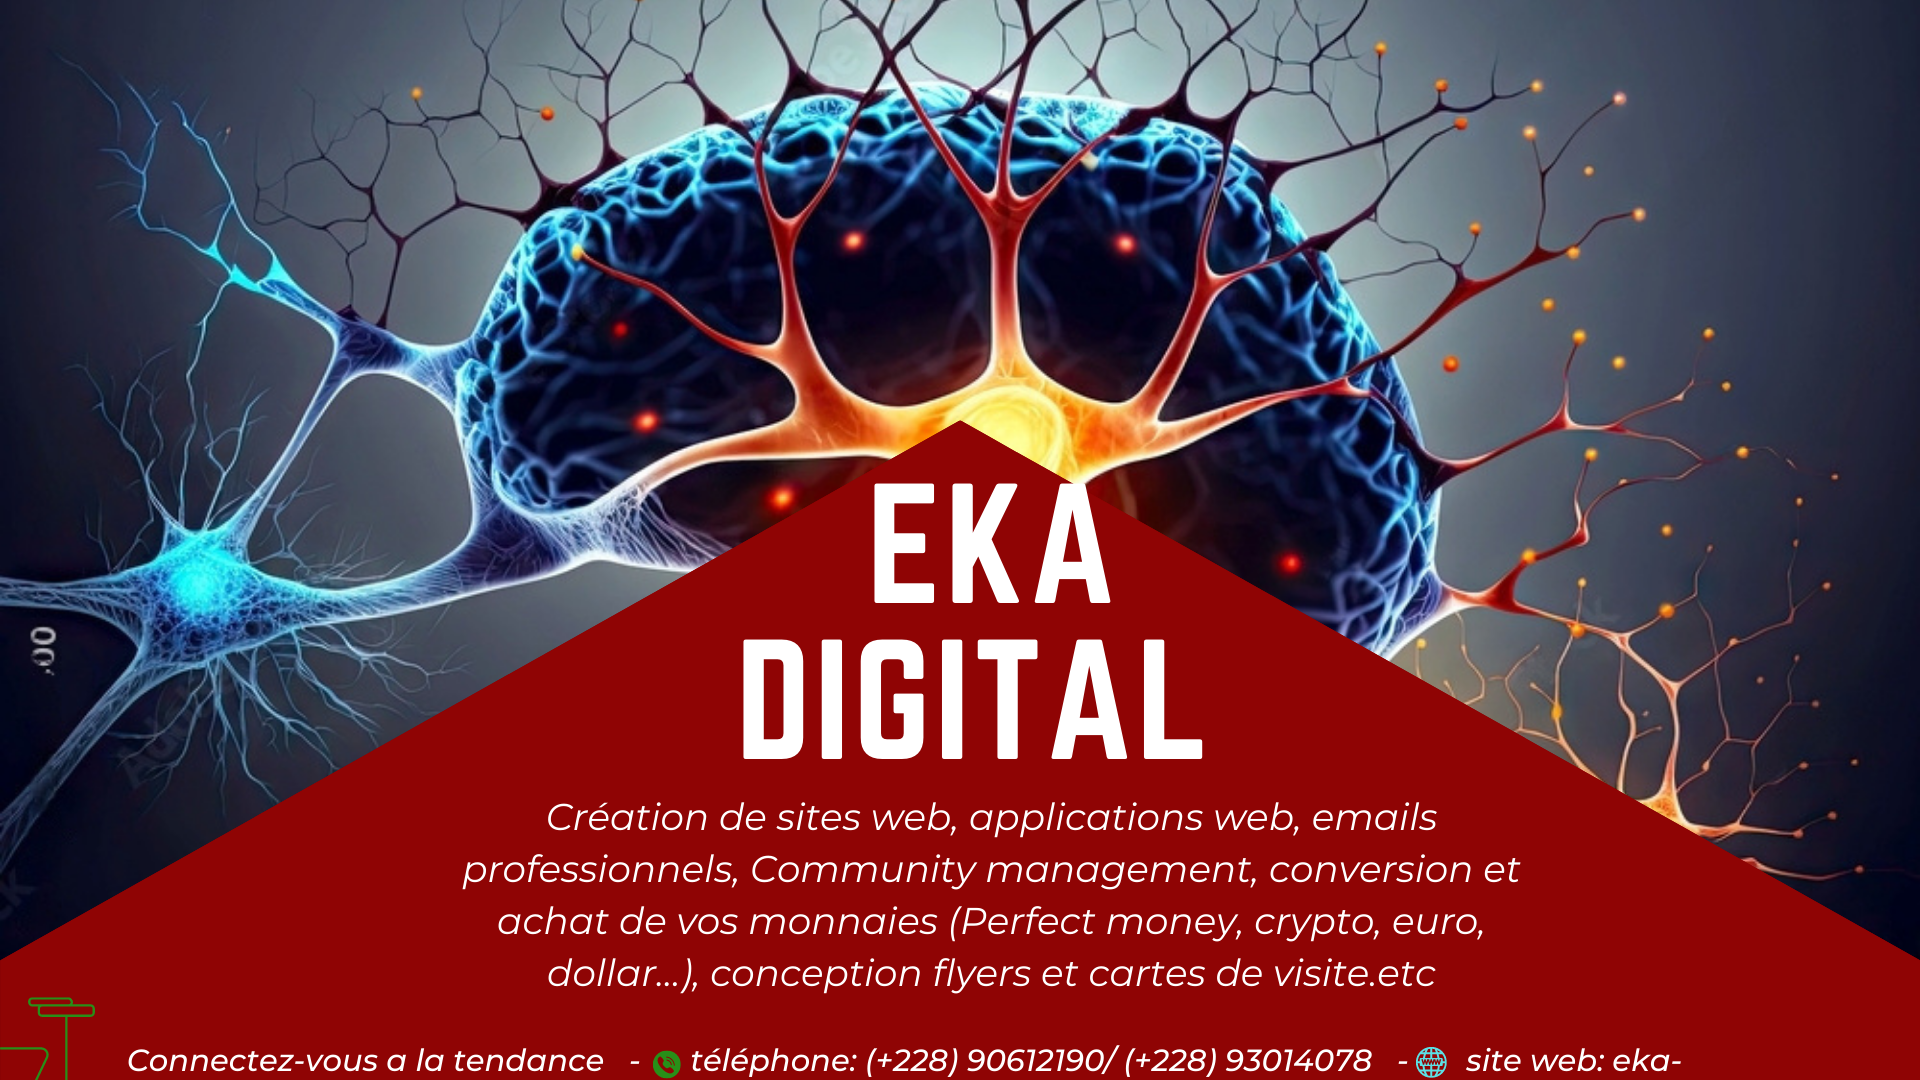 EKA
DIGITAL
Création de sites web, applications web, emails
professionnels, Community management, conversion et
achat de vos monnaies (Perfect money, crypto, euro,
dollar...), conception flyers et cartes de visite.etc
Connectez-vous a la tendance - téléphone: (+228) 90612190/ (+228) 93014078 - site web: eka-